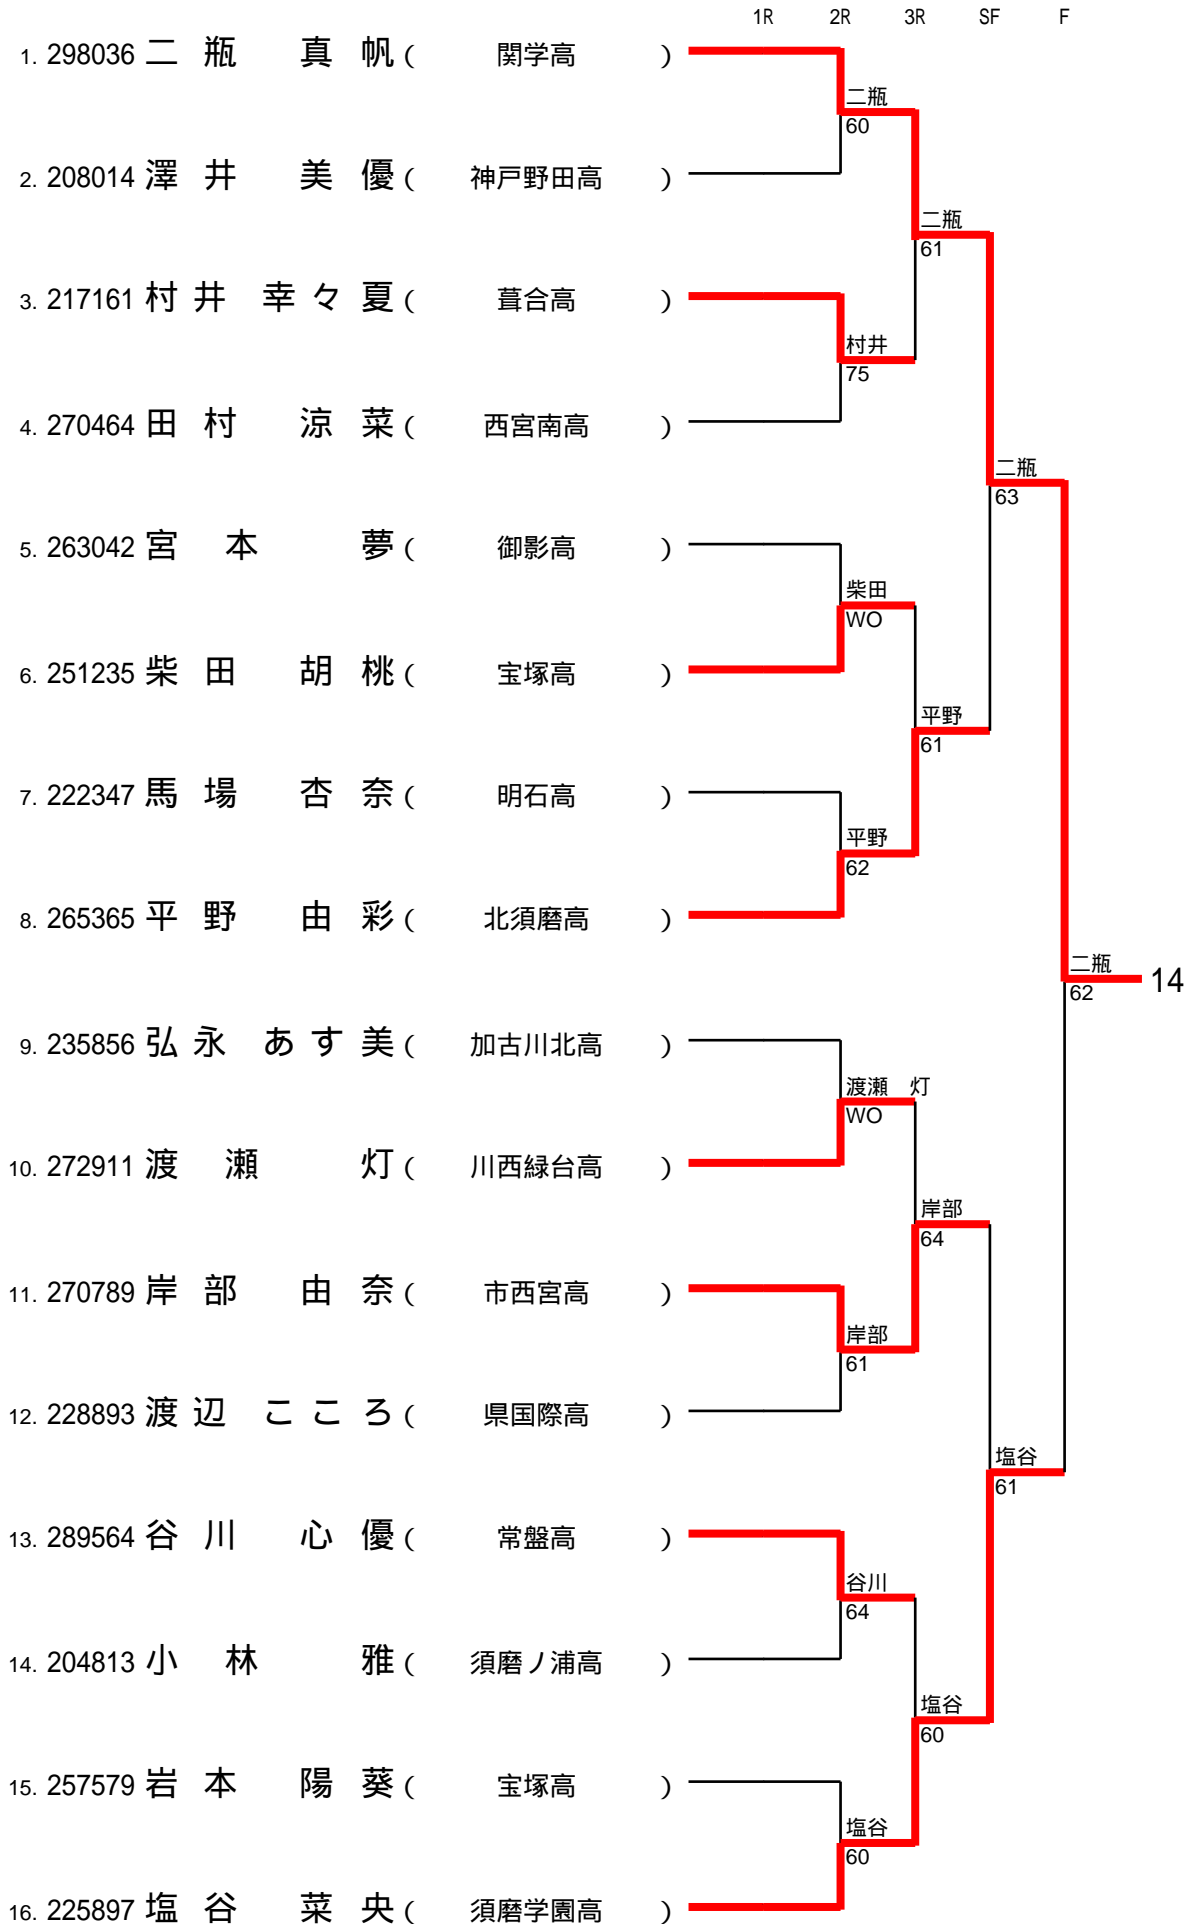 1R 2R 3R SF F
1. 298036 二瓶 真帆 ( 関学高 )
二瓶
60
2. 208014 澤井 美優 ( 神戸野田高 )
二瓶
61
3. 217161 村井 幸々夏 ( 葺合高 )
村井
75
4. 270464 田村 涼菜 ( 西宮南高 )
二瓶
63
5. 263042 宮本 夢 ( 御影高 )
柴田
WO
6. 251235 柴田 胡桃 ( 宝塚高 )
平野
61
7. 222347 馬場 杏奈 ( 明石高 )
平野
62
8. 265365 平野 由彩 ( 北須磨高 )
二瓶
62
14
9. 235856 弘永 あす美 ( 加古川北高 )
渡瀬 灯
WO
10. 272911 渡瀬 灯 ( 川西緑台高 )
岸部
64
11. 270789 岸部 由奈 ( 市西宮高 )
岸部
61
12. 228893 渡辺 こころ ( 県国際高 )
塩谷
61
13. 289564 谷川 心優 ( 常盤高 )
谷川
64
14. 204813 小林 雅 ( 須磨ノ浦高 )
塩谷
60
15. 257579 岩本 陽葵 ( 宝塚高 )
塩谷
60
16. 225897 塩谷 菜央 ( 須磨学園高 )